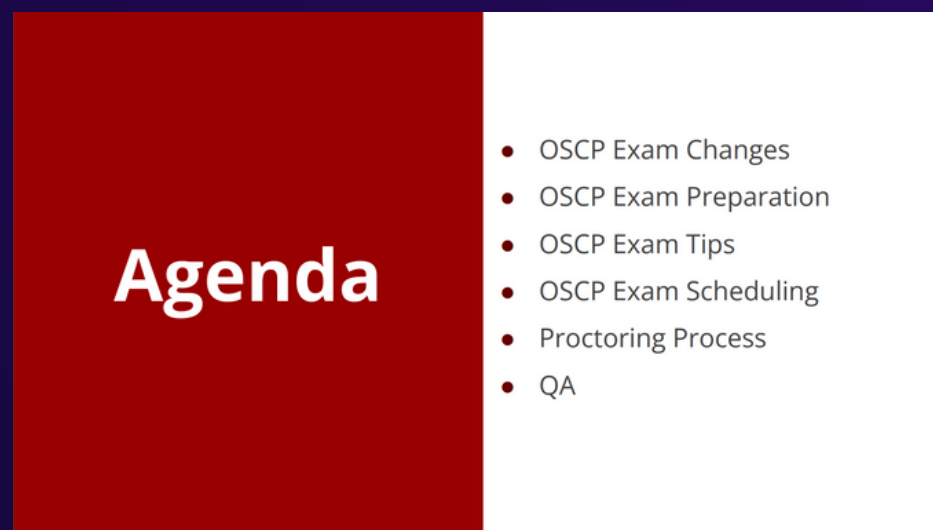 Agenda
OSCP Exam Changes
OSCP Exam Preparation
OSCP Exam Tips
OSCP Exam Scheduling
Proctoring Process
QA